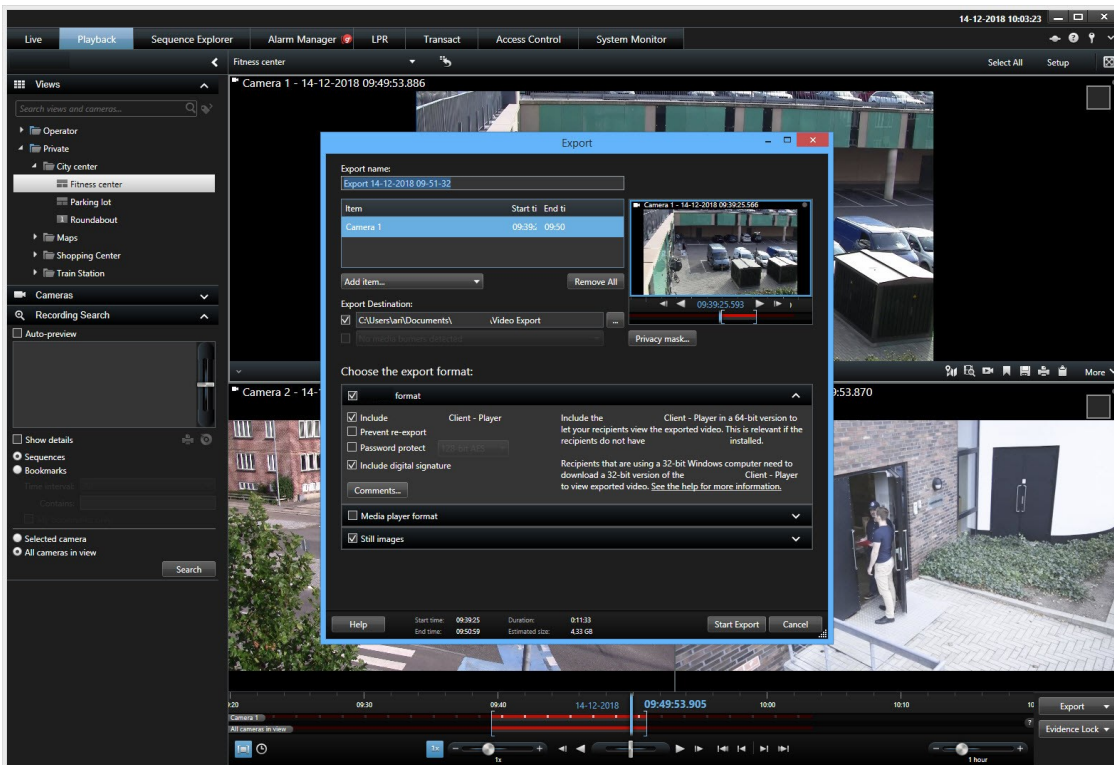 14-12-2018 10:03:23
Live Playback Sequence Explorer Alarm Manager LPR Transact Access Control System Monitor
Fitness center Select All Setup
Views
Search views and cameras...
Operator
Private
City center
Fitness center
Parking lot
Roundabout
Maps
Shopping Center
Train Station
Cameras
Recording Search
Auto-preview
Show details
Sequences
Bookmarks
Time interval:
Contains:
Selected camera
All cameras in view
Search
Camera 1 - 14-12-2018 09:49:53.886
More
Camera 2 - 14-
9:53.870
Export
Export name:
Export 14-12-2018 09-51-32
Item Start ti End ti
Camera 1 09:39:2 09:50
Add item... Remove All
Camera 1 - 14-12-2018 09:39:25.566
09:39:25.593
Export Destination:
C:\Users\ari\Documents\ .Video Export ...
No media burners detected
Privacy mask...
Choose the export format:
format
Include Client - Player
Prevent re-export
Password protect
Include digital signature
Comments...
Include the Client - Player in a 64-bit version to
let your recipients view the exported video. This is relevant if the
recipients do not have installed.
Recipients that are using a 32-bit Windows computer need to
download a 32-bit version of the Client - Player
to view exported video. See the help for more information.
Media player format
Still images
Help
Start time: 09:39:25 Duration: 0:11:33
End time: 09:50:59 Estimated size: 4,33 GB
Start Export Cancel
09:30 09:40 14-12-2018 09:49:53.905 10:00 10:10
Camera 1
All cameras in view
Export
Evidence Lock
1x
1x
1 hour